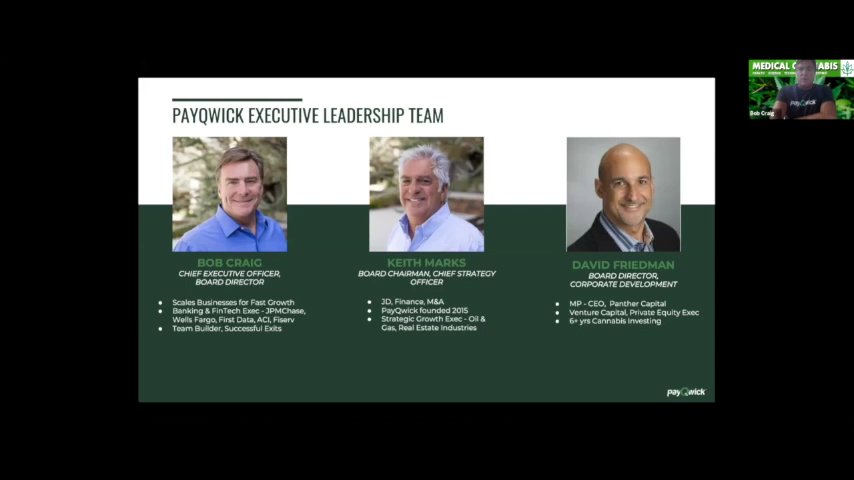 PAYQWICK EXECUTIVE LEADERSHIP TEAM
BOB CRAIG
CHIEF EXECUTIVE OFFICER,
BOARD DIRECTOR
Scales Businesses for Fast Growth
Banking & FinTech Exec - JPMChase,
Wells Fargo, First Data, ACI, Fiserv
Team Builder, Successful Exits
KEITH MARKS
BOARD CHAIRMAN, CHIEF STRATEGY
OFFICER
JD, Finance, M&A
PayQwick founded 2015
Strategic Growth Exec - Oil &
Gas, Real Estate Industries
DAVID FRIEDMAN
BOARD DIRECTOR,
CORPORATE DEVELOPMENT
MP - CEO, Panther Capital
Venture Capital, Private Equity Exec
6+ yrs Cannabis Investing
payQwick
MEDICAL C NABIS
payQwick
Bob Craig